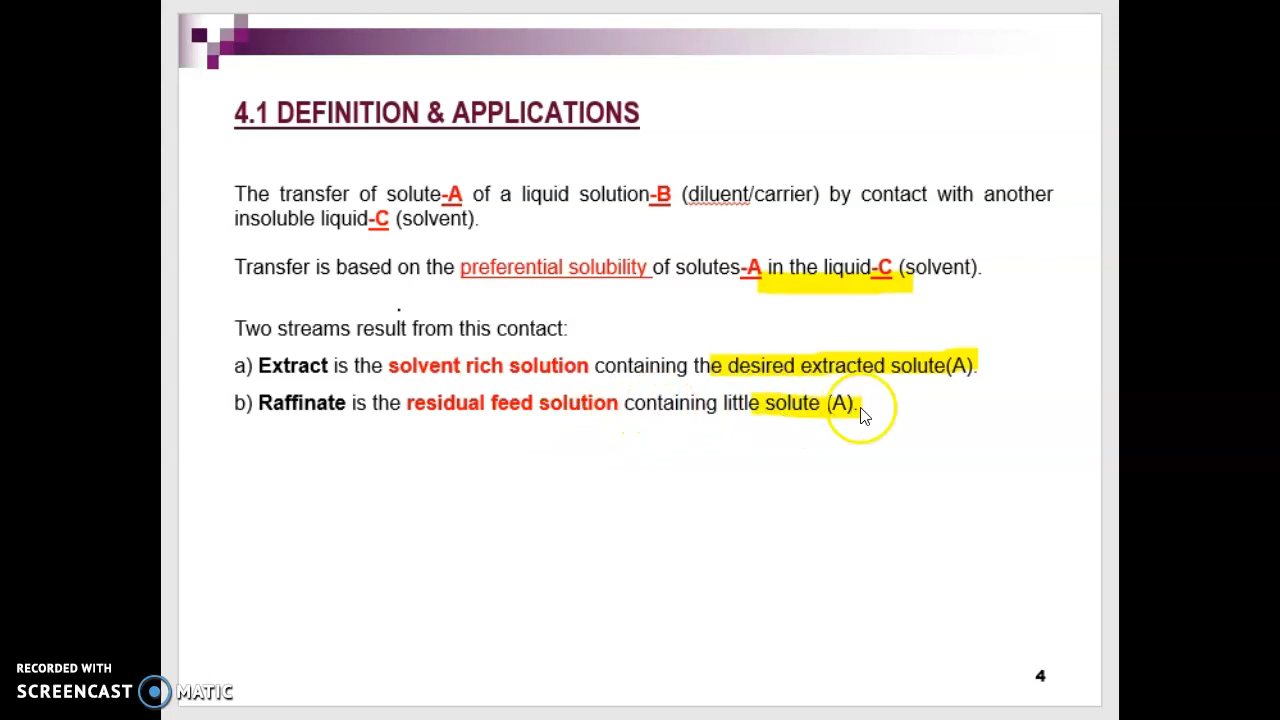 4.1 DEFINITION & APPLICATIONS
The transfer of solute-A of a liquid solution-B (diluent/carrier) by contact with another
insoluble liquid-C (solvent).
Transfer is based on the preferential solubility of solutes-A in the liquid-C (solvent).
Two streams result from this contact:
a) Extract is the solvent rich solution containing the desired extracted solute(A).
b) Raffinate is the residual feed solution containing little solute (A).
4
RECORDED WITH
SCREENCAST MATIC